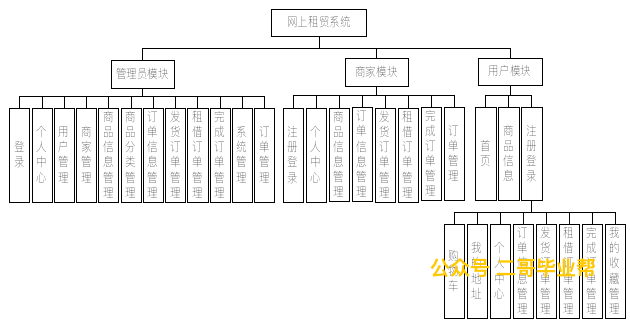 网上租贸系统
管理员模块
商家模块
用户模块
登录
个人中心
用户管理
商家管理
商品信息管理
商品分类管理
订单信息管理
发货订单管理
租借订单管理
完成订单管理
系统管理
订单管理
注册登录
个人中心
商品信息管理
订单信息管理
发货订单管理
租借订单管理
完成订单管理
订单管理
首页
商品信息
注册登录
购物车
我的地址
个人中心
订单信息管理
发货订单管理
租借订单管理
完成订单管理
我的收藏管理
公众号 二哥毕业帮